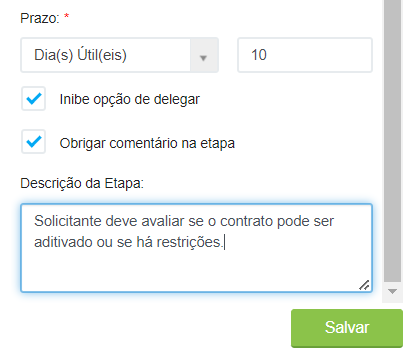 Prazo: *
Dia(s) Útil(eis) 10
Inibe opção de delegar
Obrigar comentário na etapa
Descrição da Etapa:
Solicitante deve avaliar se o contrato pode ser
aditivado ou se há restrições.
Salvar